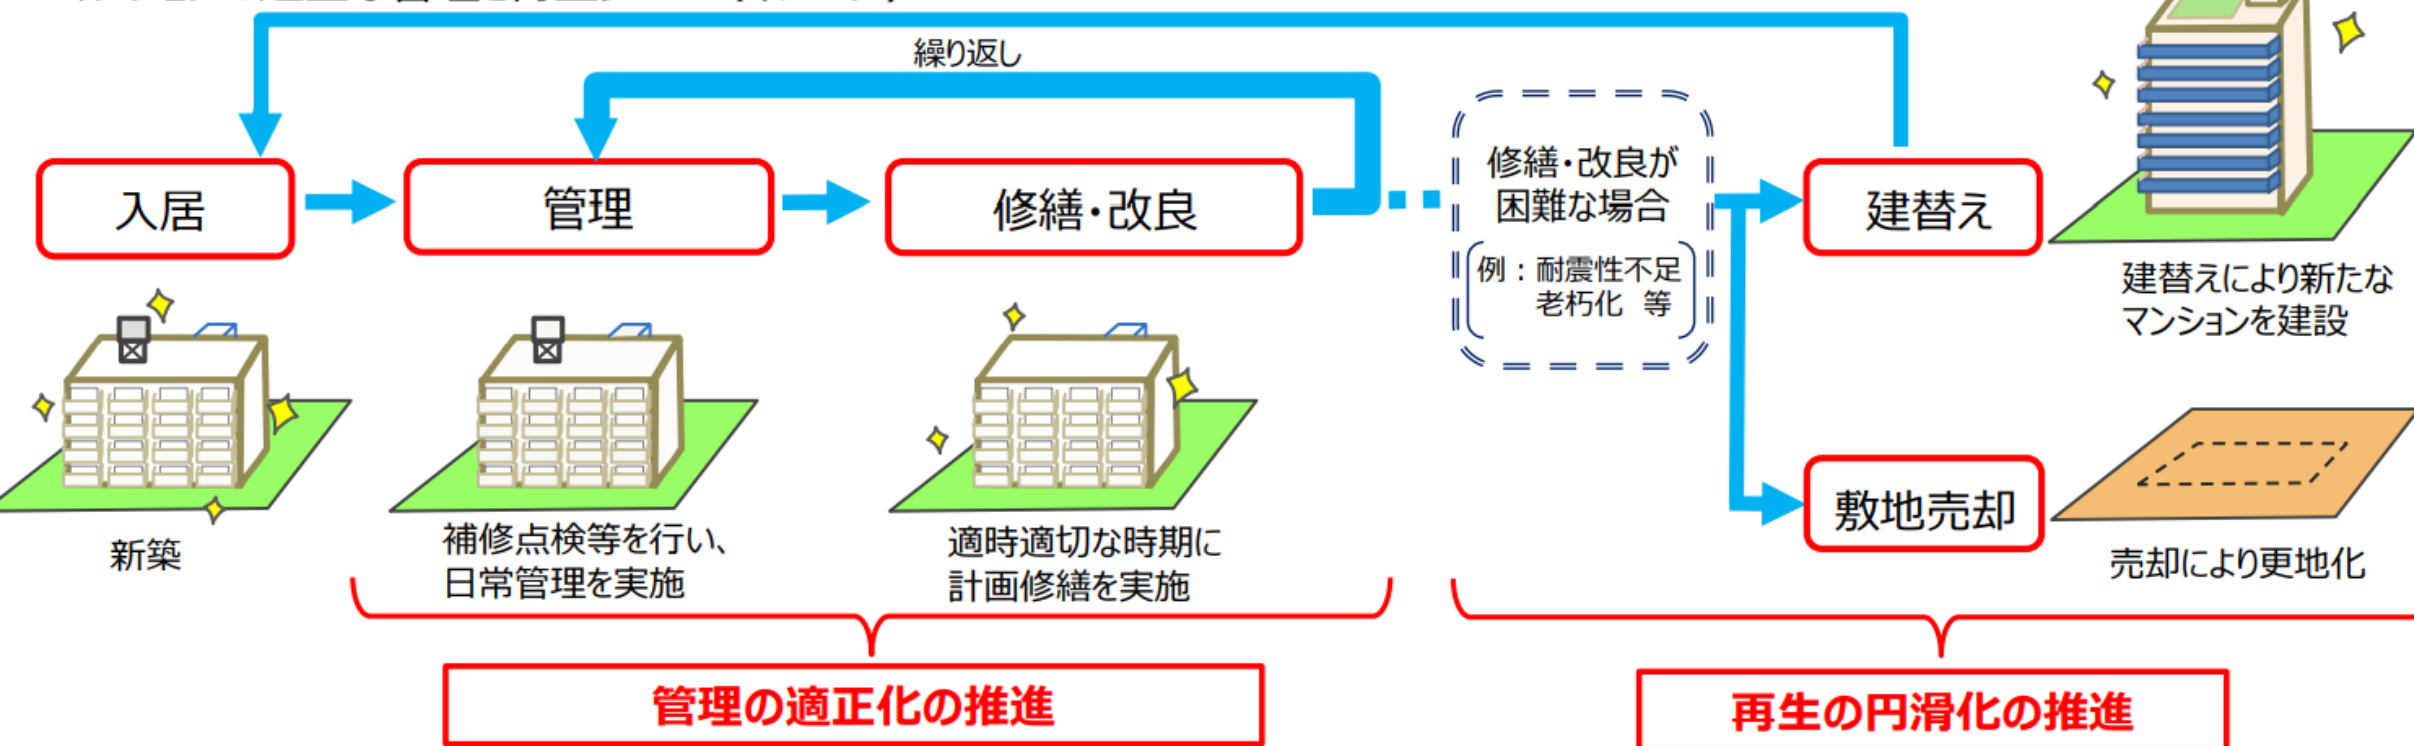 繰り返し
入居
管理
修繕・改良
修繕・改良が
困難な場合
例：耐震性不足
老朽化 等
建替え
建替えにより新たな
マンションを建設
敷地売却
売却により更地化
新築
補修点検等を行い、
日常管理を実施
適時適切な時期に
計画修繕を実施
管理の適正化の推進
再生の円滑化の推進